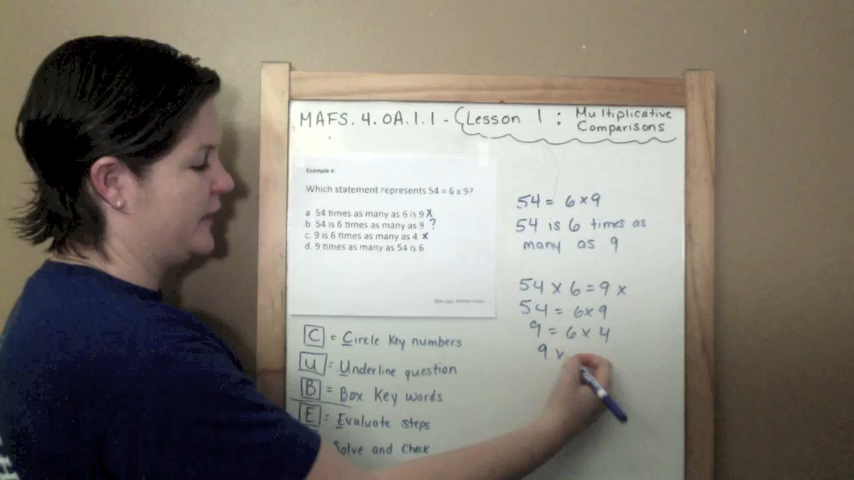 MAFS.4.OA.1.1 - Lesson 1 : Multiplicative
Comparisons
Example 4:
Which statement represents 54 = 6 x 9?
a. 54 times as many as 6 is 9 x
b. 54 is 6 times as many as 9 ?
c. 9 is 6 times as many as 4 x
d. 9 times as many as 54 is 6
C = Circle Key numbers
U = Underline question
B = Box Key words
E = Evaluate steps
Solve and Check
54 = 6 x 9
54 is 6 times as
many as 9
54 x 6 = 9 x
54 = 6 x 9
9 = 6 x 4
9 x